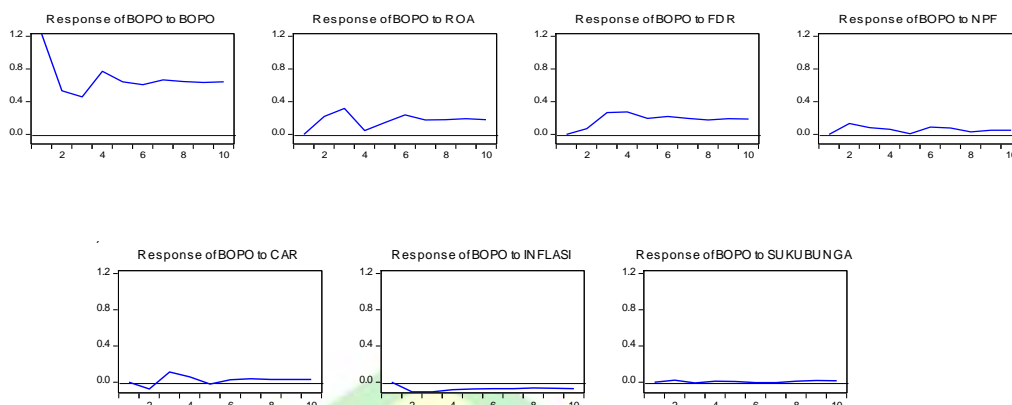 Response of BOPO to BOPO
1.2
0.8
0.4
0.0
2 4 6 8 10
Response of BOPO to ROA
1.2
0.8
0.4
0.0
2 4 6 8 10
Response of BOPO to FDR
1.2
0.8
0.4
0.0
2 4 6 8 10
Response of BOPO to NPF
1.2
0.8
0.4
0.0
2 4 6 8 10
Response of BOPO to CAR
1.2
0.8
0.4
0.0
2 4 6 8 10
Response of BOPO to INFLASI
1.2
0.8
0.4
0.0
2 4 6 8 10
Response of BOPO to SUKUBUNGA
1.2
0.8
0.4
0.0
2 4 6 8 10